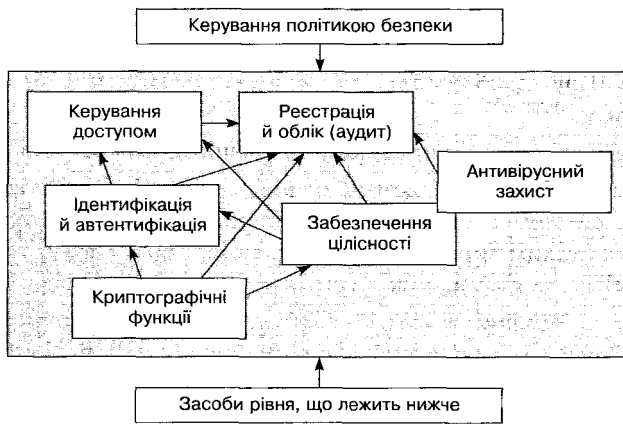 Керування політикою безпеки
Керування
доступом
Реєстрація
й облік (аудит)
Антивірусний
захист
Ідентифікація
й автентифікація
Забезпечення
цілісності
Криптографічні
функції
Засоби рівня, що лежить нижче